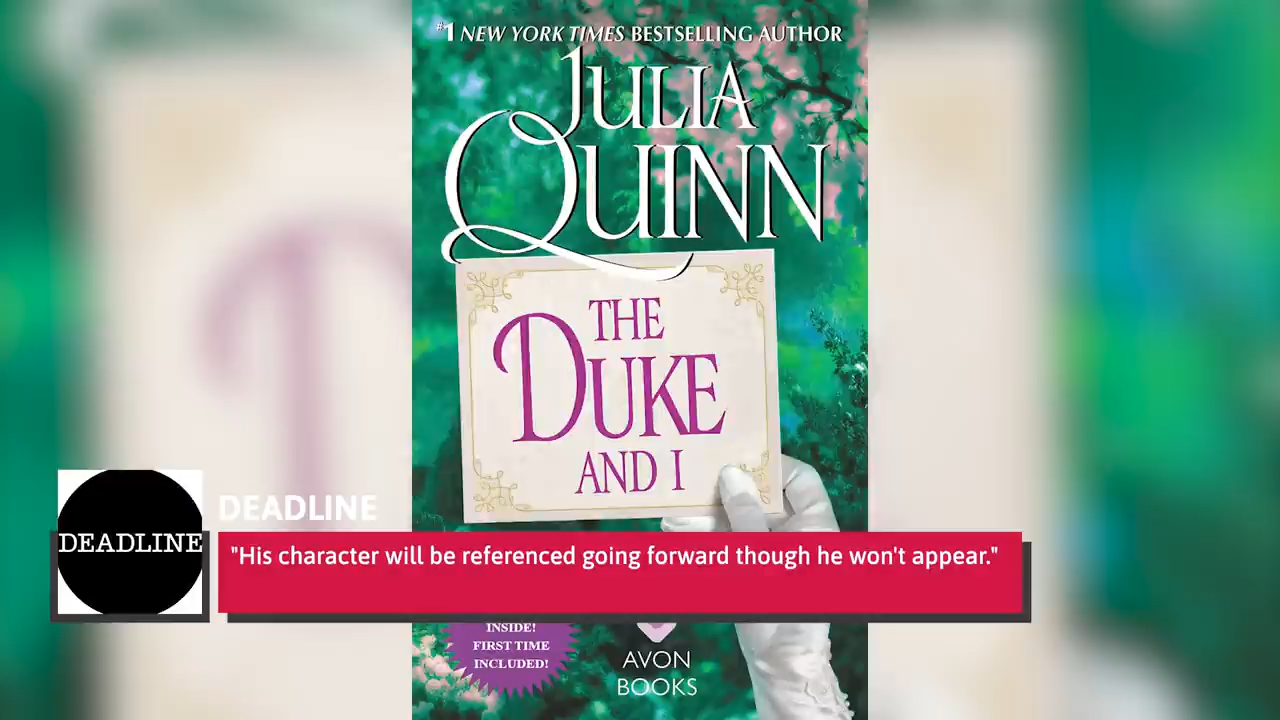 #1 NEW YORK TIMES BESTSELLING AUTHOR
JULIA
QUINN
THE
DUKE
AND I
DEADLINE
DEADLINE
"His character will be referenced going forward though he won't appear."
INSIDE!
FIRST TIME
INCLUDED!
AVON
BOOKS